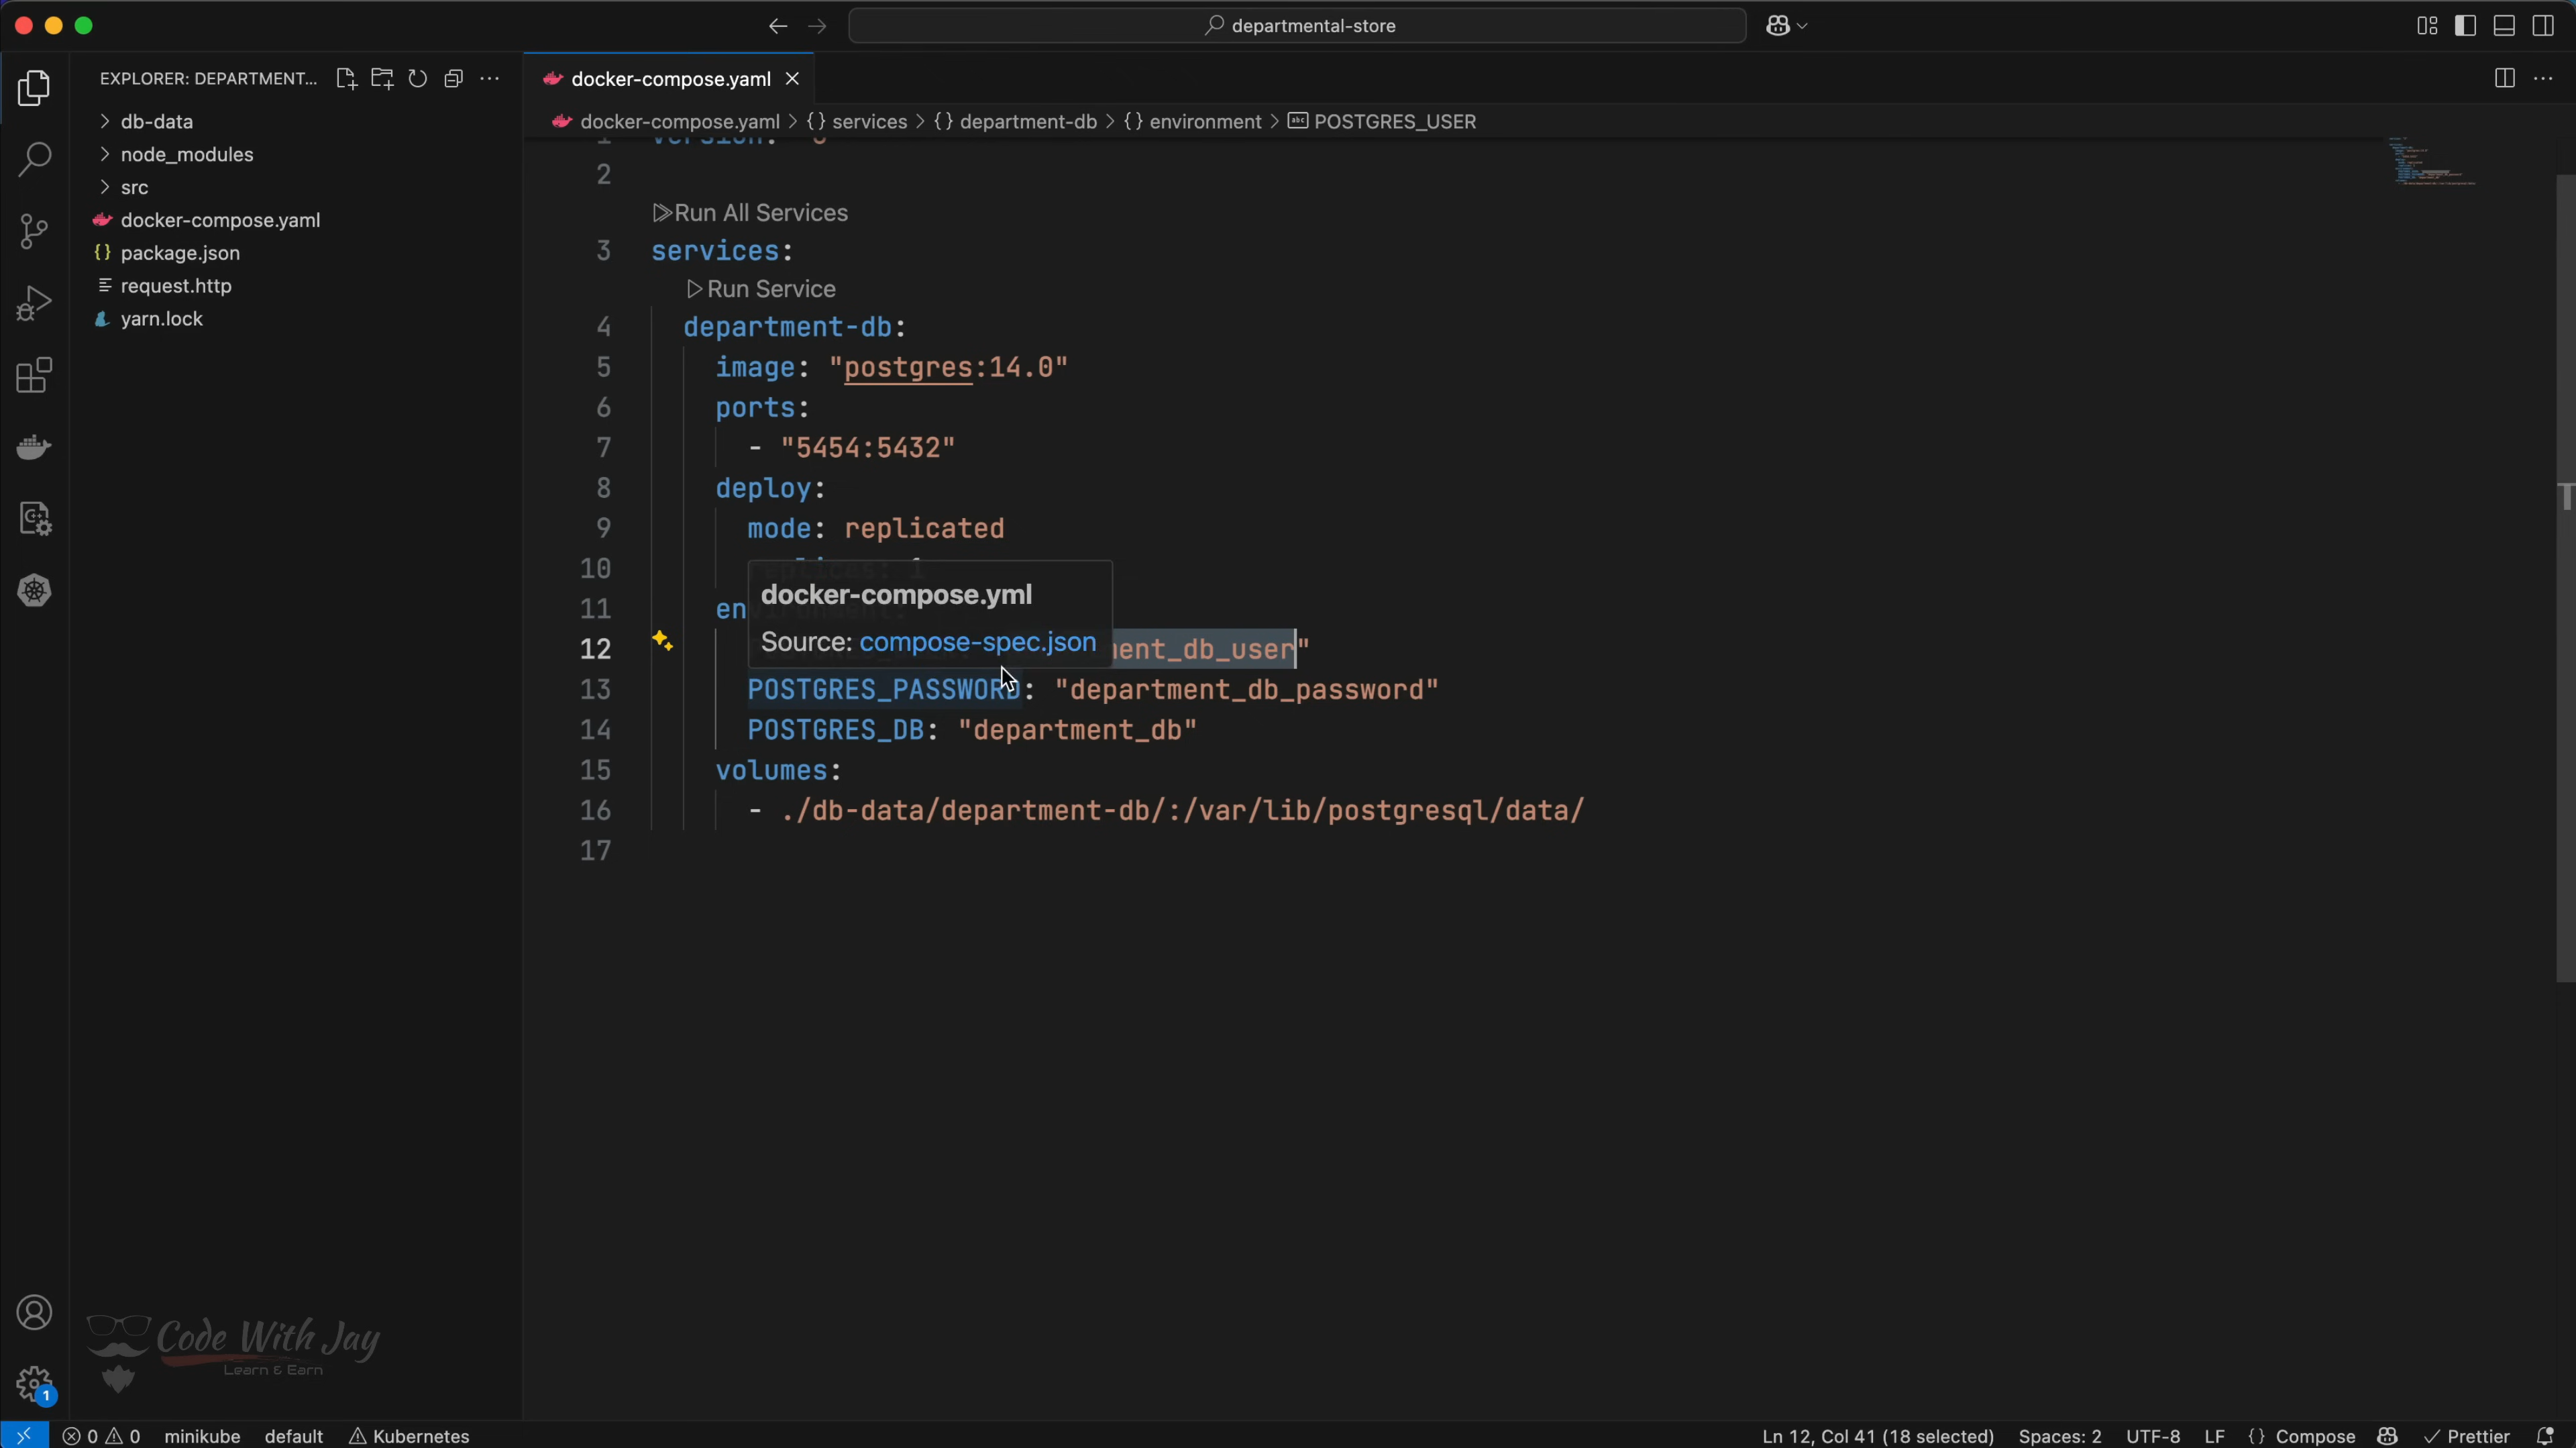 departmental-store
EXPLORER: DEPARTMENT...
docker-compose.yaml
docker-compose.yaml > {} services > {} department-db > {} environment > POSTGRES_USER
db-data
node_modules
src
docker-compose.yaml
package.json
request.http
yarn.lock
2
Run All Services
3 services:
Run Service
4 department-db:
5 image: "postgres:14.0"
6 ports:
7 - "5454:5432"
8 deploy:
9 mode: replicated
10 replicas: 1
11 environment:
12 ment_db_user"
docker-compose.yml
Source: compose-spec.json
13 POSTGRES_PASSWORD: "department_db_password"
14 POSTGRES_DB: "department_db"
15 volumes:
16 - ./db-data/department-db/:/var/lib/postgresql/data/
17
Code With Jay
Learn & Earn
1
0 0 minikube default Kubernetes
Ln 12, Col 41 (18 selected) Spaces: 2 UTF-8 LF {} Compose Prettier